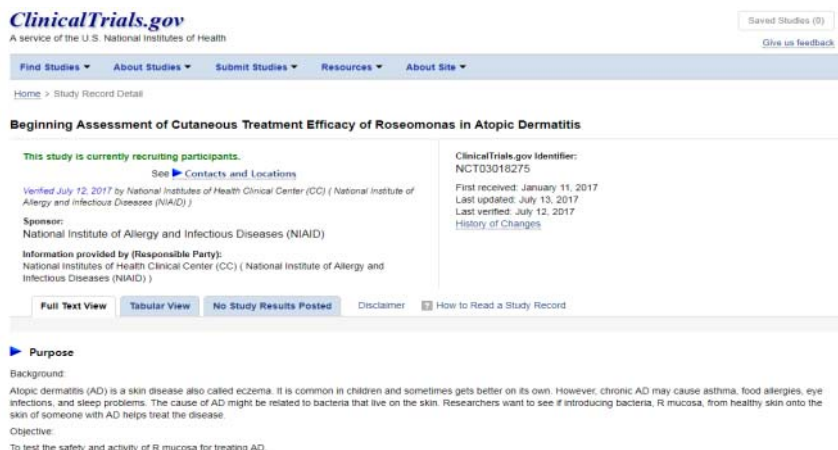 ClinicalTrials.gov
A service of the U.S. National Institutes of Health
Saved Studies (0)
Give us feedback
Find Studies About Studies Submit Studies Resources About Site
Home > Study Record Detail
Beginning Assessment of Cutaneous Treatment Efficacy of Roseomonas in Atopic Dermatitis
This study is currently recruiting participants.
See Contacts and Locations
Verified July 12, 2017 by National Institutes of Health Clinical Center (CC) ( National Institute of
Allergy and Infectious Diseases (NIAID) )
Sponsor:
National Institute of Allergy and Infectious Diseases (NIAID)
Information provided by (Responsible Party):
National Institutes of Health Clinical Center (CC) ( National Institute of Allergy and
Infectious Diseases (NIAID) )
ClinicalTrials.gov Identifier:
NCT03018275
First received: January 11, 2017
Last updated: July 13, 2017
Last verified: July 12, 2017
History of Changes
Full Text View Tabular View No Study Results Posted Disclaimer ? How to Read a Study Record
Purpose
Background:
Atopic dermatitis (AD) is a skin disease also called eczema. It is common in children and sometimes gets better on its own. However, chronic AD may cause asthma, food allergies, eye
infections, and sleep problems. The cause of AD might be related to bacteria that live on the skin. Researchers want to see if introducing bacteria, R mucosa, from healthy skin onto the
skin of someone with AD helps treat the disease.
Objective:
To test the safety and activity of R mucosa for treating AD.